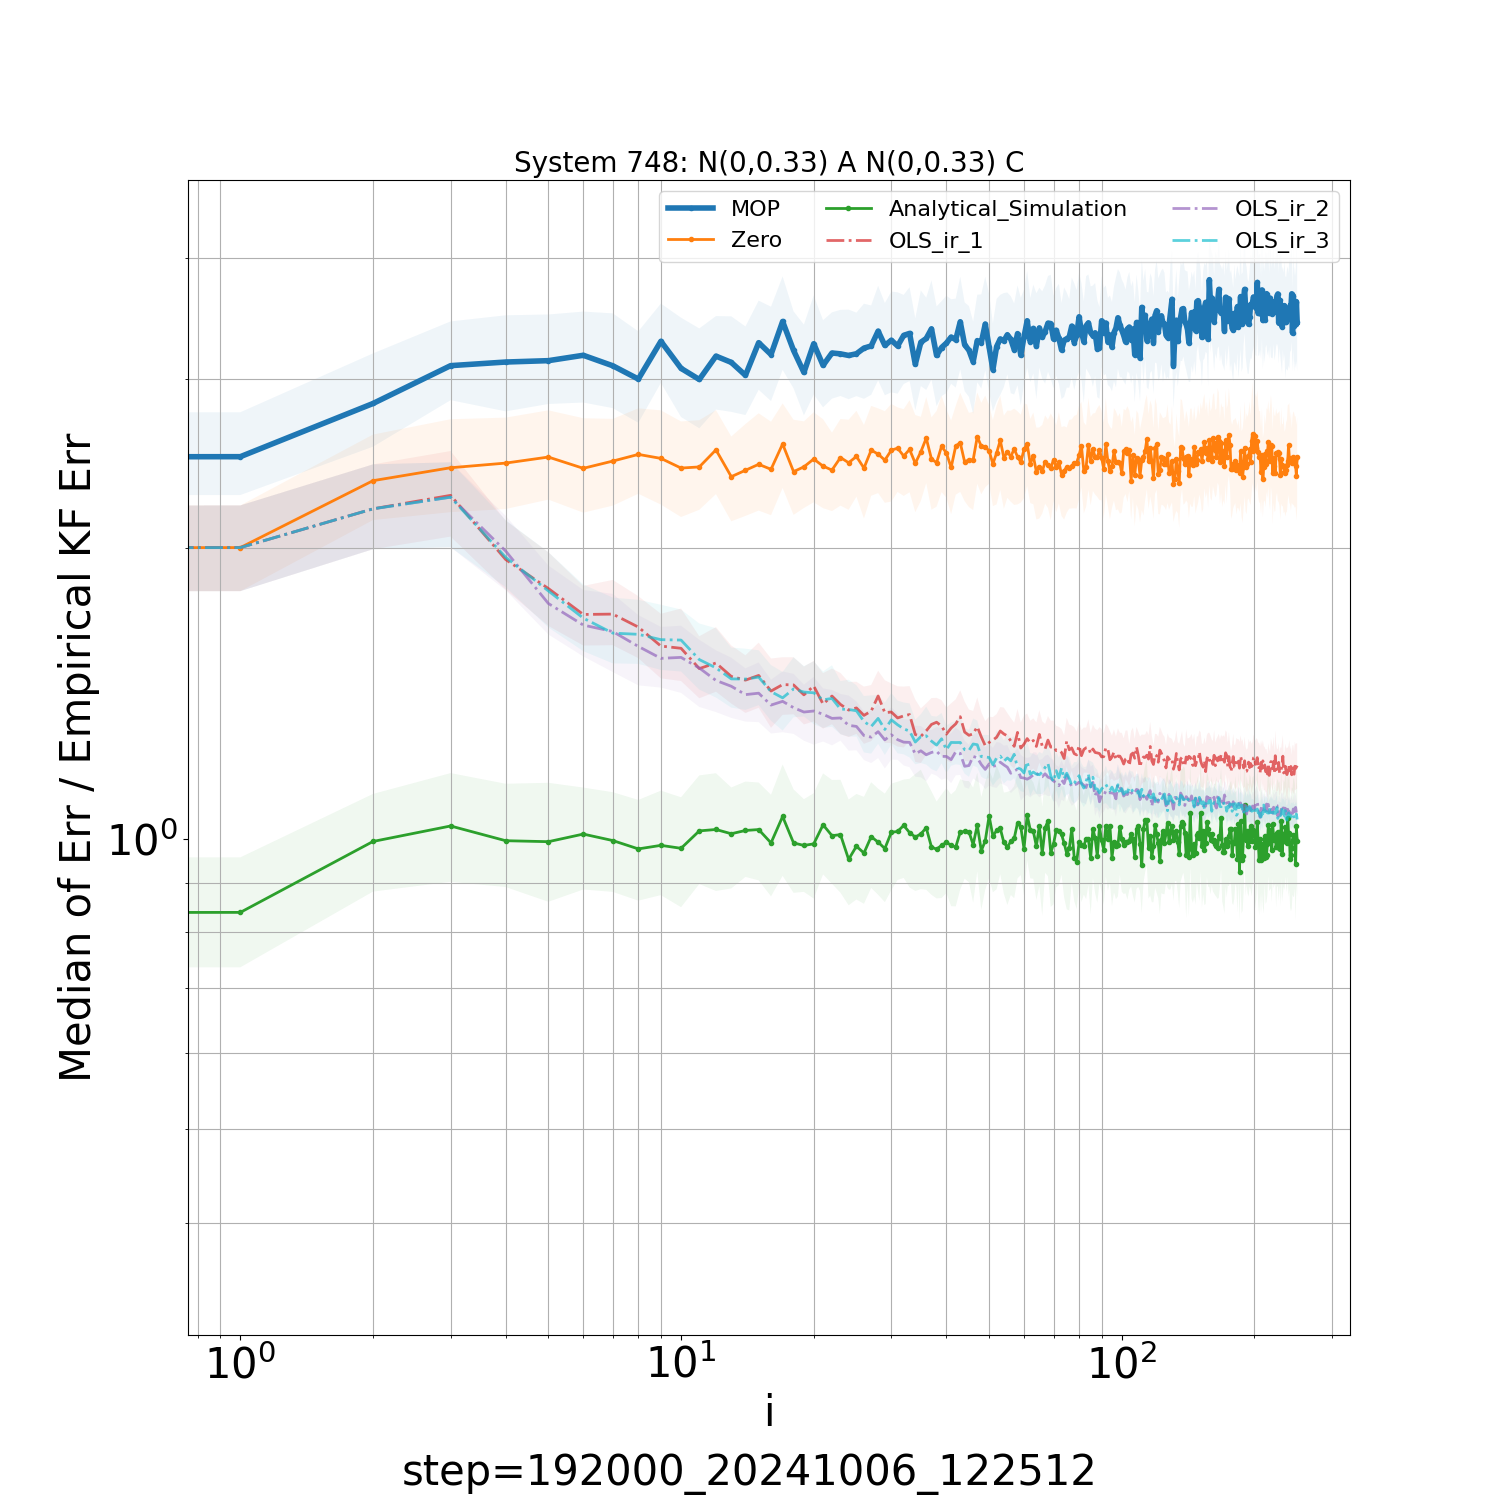 System 748: N(0,0.33) A N(0,0.33) C
MOP
Zero
Analytical_Simulation
OLS_ir_1
OLS_ir_2
OLS_ir_3
Median of Err / Empirical KF Err
10⁰
10⁰ 10¹ 10²
i
step=192000_20241006_122512